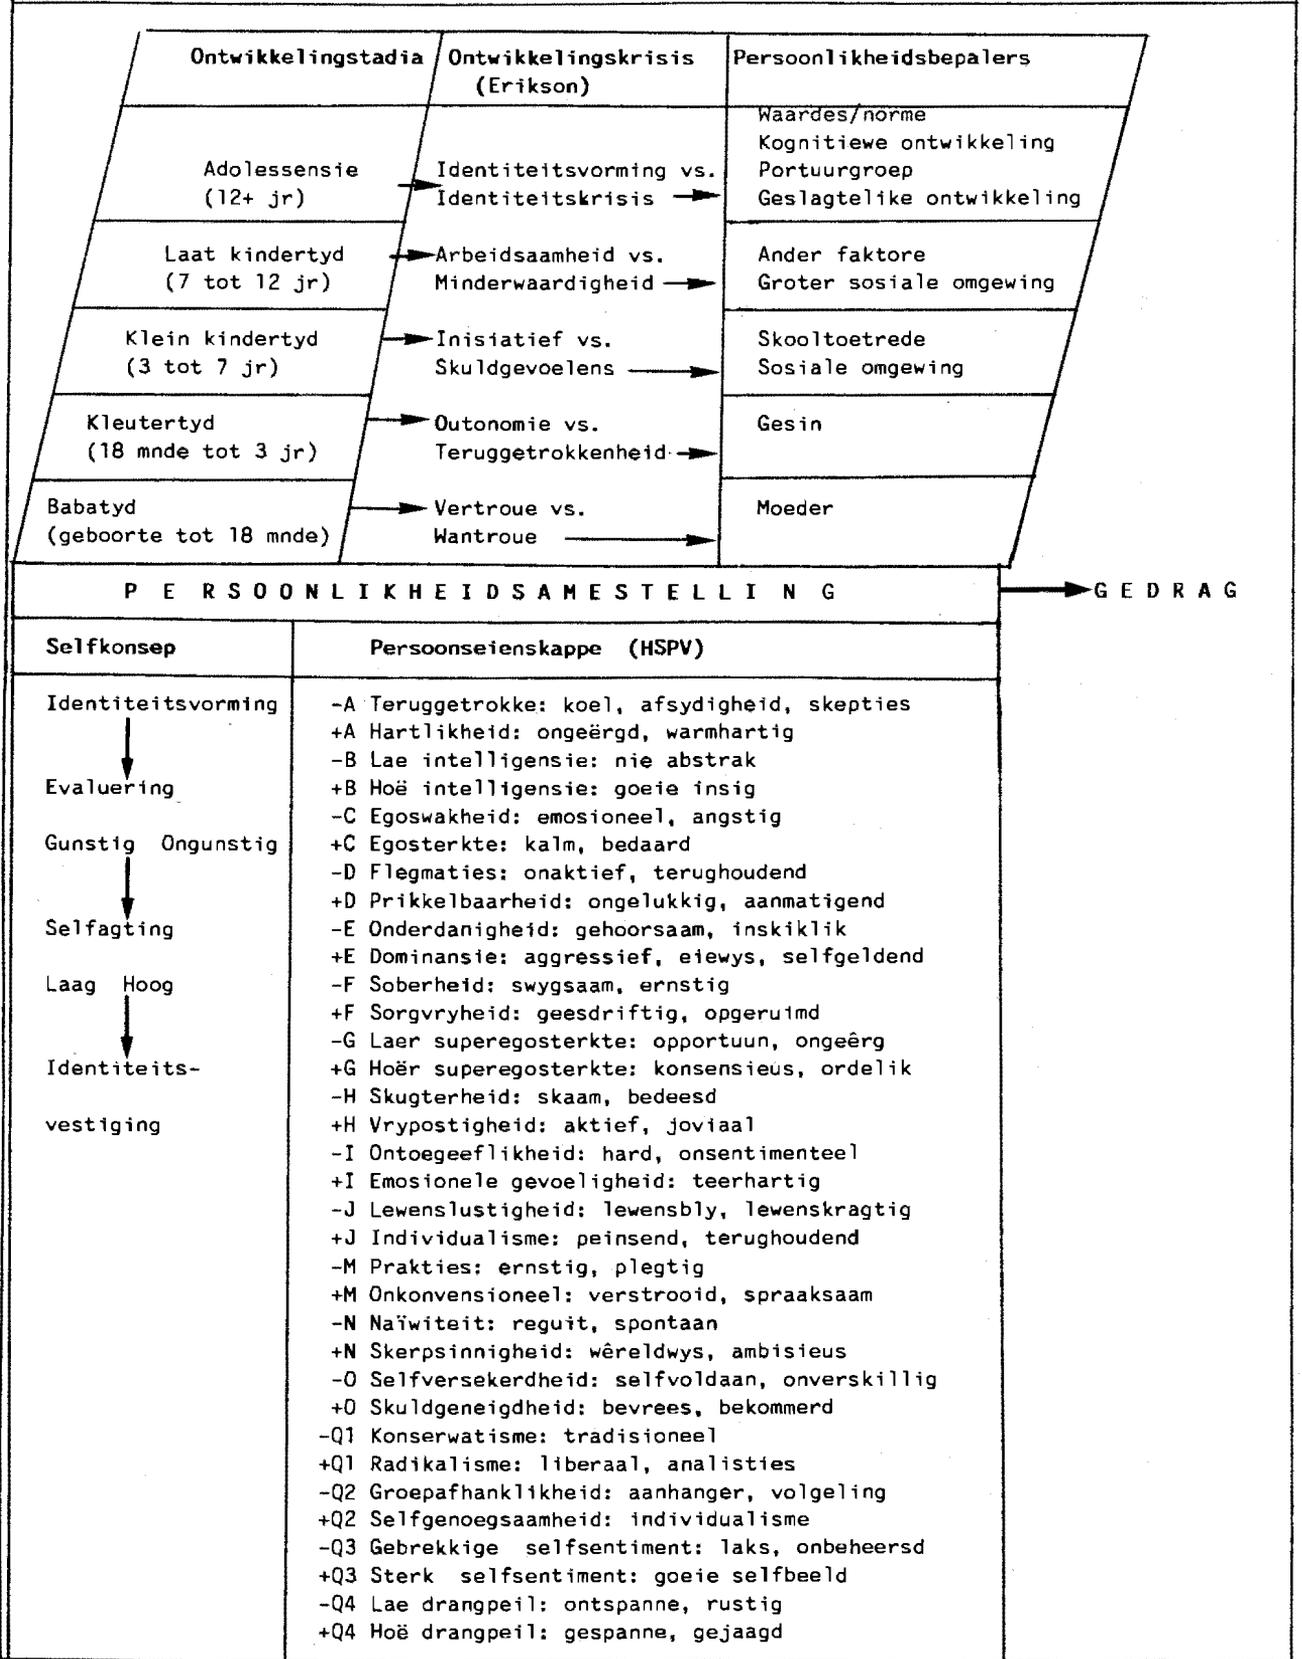 Ontwikkelingstadia Ontwikkelingskrisis Persoonlikheidsbepalers
(Erikson)
Waardes/norme
Kognitiewe ontwikkeling
Adolessensie Identiteitsvorming vs. Portuurgroep
(12+ jr) Identiteitskrisis Geslagtelike ontwikkeling
Laat kindertyd Arbeidsaamheid vs. Ander faktore
(7 tot 12 jr) Minderwaardigheid Groter sosiale omgewing
Klein kindertyd Inisiatief vs. Skooltoetrede
(3 tot 7 jr) Skuldgevoelens Sosiale omgewing
Kleutertyd Outonomie vs. Gesin
(18 mnde tot 3 jr) Teruggetrokkenheid
Babatyd Vertroue vs. Moeder
(geboorte tot 18 mnde) Wantroue
P E R S O O N L I K H E I D S A M E S T E L L I N G G E D R A G
Selfkonsep Persoonseienskappe (HSPV)
Identiteitsvorming -A Teruggetrokke: koel, afsydigheid, skepties
+A Hartlikheid: ongeërgd, warmhartig
-B Lae intelligensie: nie abstrak
Evaluering +B Hoë intelligensie: goeie insig
-C Egoswakheid: emosioneel, angstig
Gunstig Ongunstig +C Egosterkte: kalm, bedaard
-D Flegmaties: onaktief, terughoudend
+D Prikkelbaarheid: ongelukkig, aanmatigend
Selfagting -E Onderdanigheid: gehoorsaam, inskiklik
+E Dominansie: aggressief, eiewys, selfgeldend
Laag Hoog -F Soberheid: swygsaam, ernstig
+F Sorgvryheid: geesdriftig, opgeruimd
-G Laer superegosterkte: opportuun, ongeêrg
Identiteits- +G Hoër superegosterkte: konsensieus, ordelik
-H Skugterheid: skaam, bedeesd
vestiging +H Vrypostigheid: aktief, joviaal
-I Ontoegeeflikheid: hard, onsentimenteel
+I Emosionele gevoeligheid: teerhartig
-J Lewenslustigheid: lewensbly, lewenskragtig
+J Individualisme: peinsend, terughoudend
-M Prakties: ernstig, plegtig
+M Onkonvensioneel: verstrooid, spraaksaam
-N Naïwiteit: reguit, spontaan
+N Skerpsinnigheid: wêreldwys, ambisieus
-O Selfversekerdheid: selfvoldaan, onverskillig
+O Skuldgeneigdheid: bevrees, bekommerd
-Q1 Konserwatisme: tradisioneel
+Q1 Radikalisme: liberaal, analisties
-Q2 Groepafhanklikheid: aanhanger, volgeling
+Q2 Selfgenoegsaamheid: individualisme
-Q3 Gebrekkige selfsentiment: laks, onbeheersd
+Q3 Sterk selfsentiment: goeie selfbeeld
-Q4 Lae drangpeil: ontspanne, rustig
+Q4 Hoë drangpeil: gespanne, gejaagd